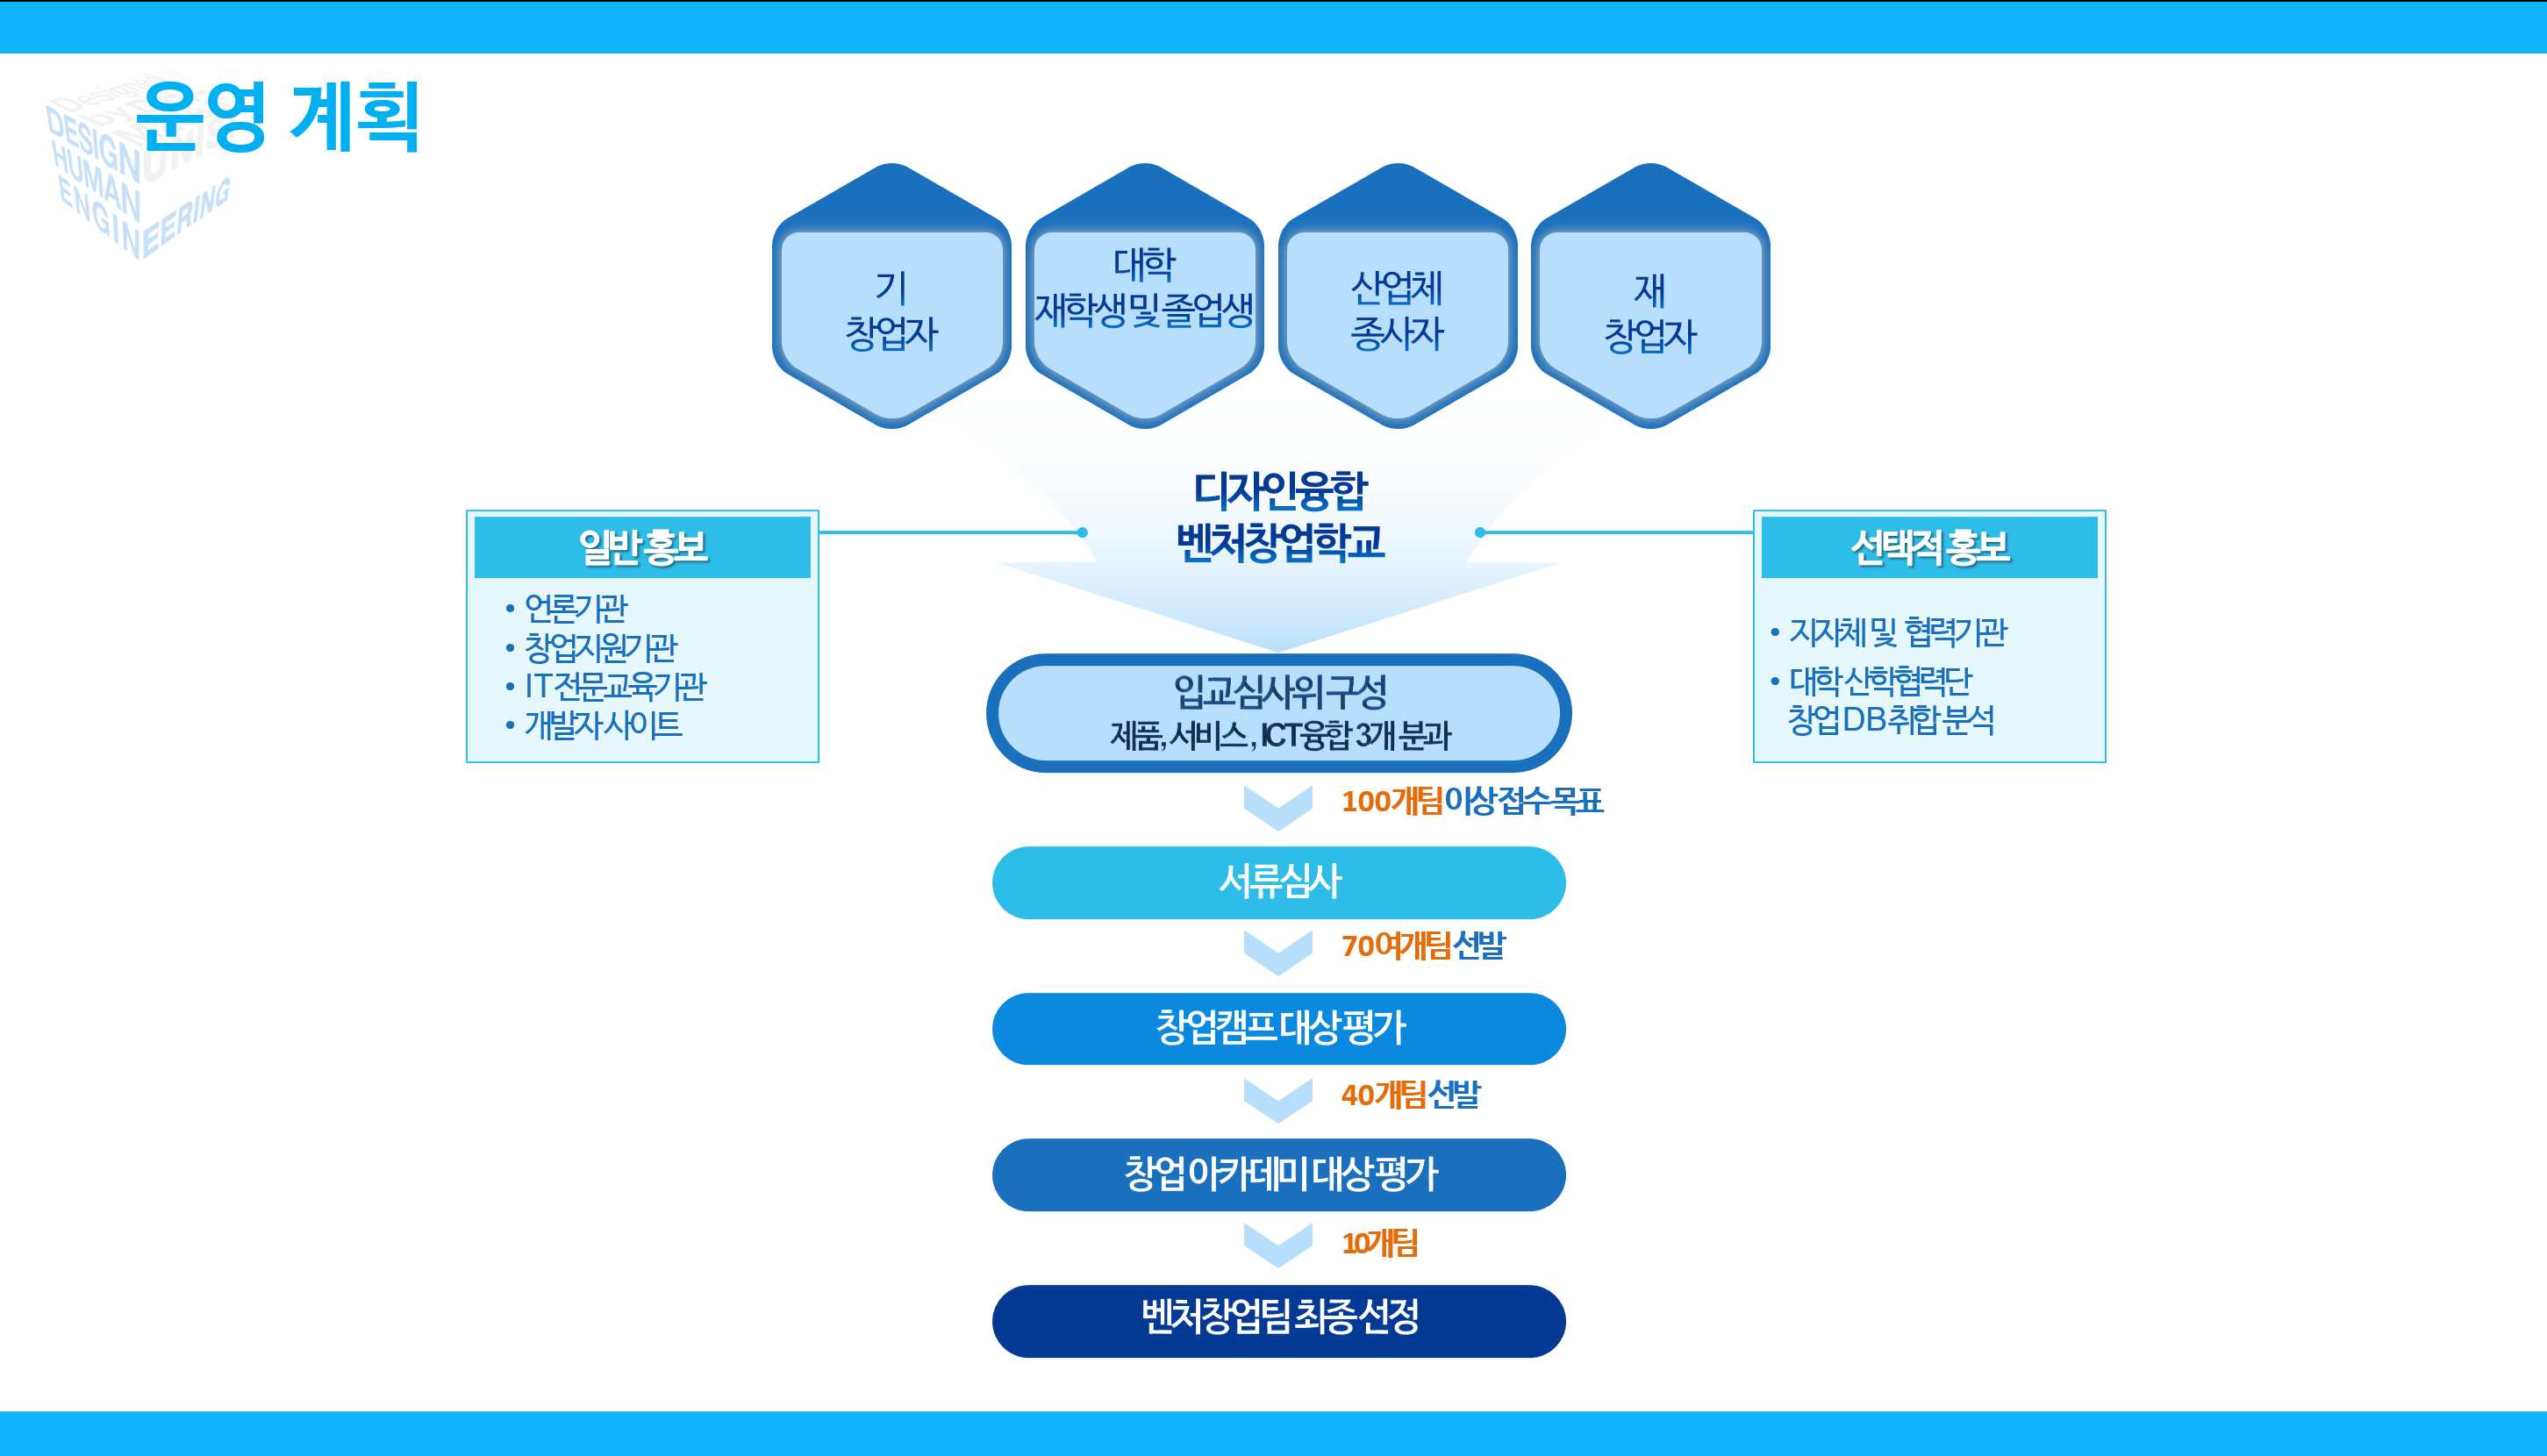 운영 계획
DESIGN
HUMAN
ENGINEERING
기
창업자
대학
재학생 및 졸업생
산업체
종사자
재
창업자
디자인융합
벤처창업학교
일반 홍보
• 언론기관
• 창업지원기관
• IT 전문교육기관
• 개발자 사이트
선택적 홍보
• 지자체 및 협력기관
• 대학 산학협력단
창업 DB 취합 분석
입교심사위 구성
제품, 서비스 , ICT융합 3개 분과
100개팀 이상 접수 목표
서류심사
70여개팀 선발
창업캠프 대상 평가
40개팀 선발
창업 아카데미 대상 평가
10개팀
벤처창업팀 최종 선정